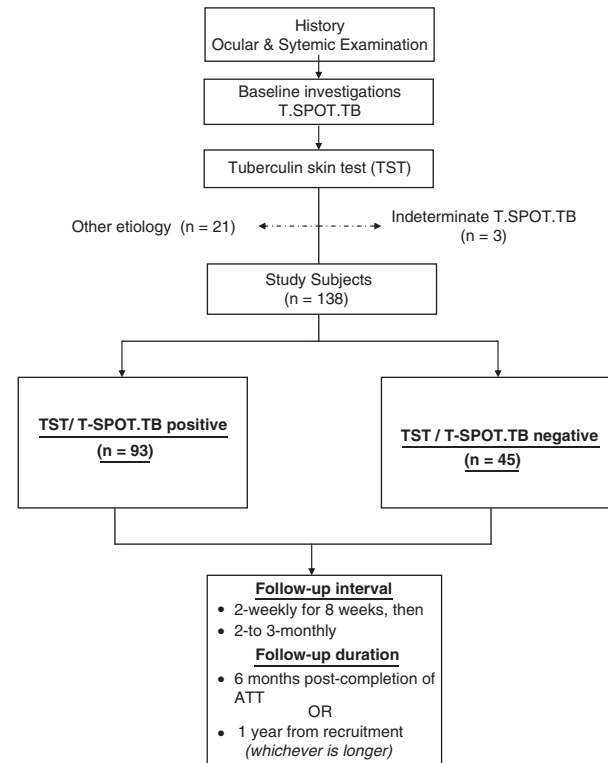 History
Ocular & Sytemic Examination
Baseline investigations
T.SPOT.TB
Tuberculin skin test (TST)
Other etiology (n = 21)
Indeterminate T.SPOT.TB
(n = 3)
Study Subjects
(n = 138)
TST/ T-SPOT.TB positive
(n = 93)
TST / T-SPOT.TB negative
(n = 45)
Follow-up interval
• 2-weekly for 8 weeks, then
• 2-to 3-monthly
Follow-up duration
• 6 months post-completion of
ATT
OR
• 1 year from recruitment
(whichever is longer)